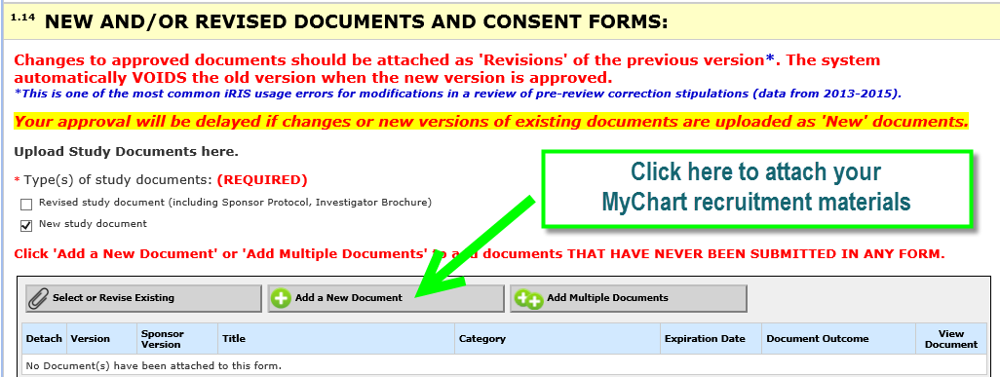 1.14 NEW AND/OR REVISED DOCUMENTS AND CONSENT FORMS:
Changes to approved documents should be attached as 'Revisions' of the previous version*. The system
automatically VOIDS the old version when the new version is approved.
*This is one of the most common iRIS usage errors for modifications in a review of pre-review correction stipulations (data from 2013-2015).
Your approval will be delayed if changes or new versions of existing documents are uploaded as 'New' documents.
Upload Study Documents here.
* Type(s) of study documents: (REQUIRED)
Revised study document (including Sponsor Protocol, Investigator Brochure)
New study document
Click here to attach your
MyChart recruitment materials
Click 'Add a New Document' or 'Add Multiple Documents' to add documents THAT HAVE NEVER BEEN SUBMITTED IN ANY FORM.
Select or Revise Existing
Add a New Document
Add Multiple Documents
Detach Version Sponsor Version Title Category Expiration Date Document Outcome View Document
No Document(s) have been attached to this form.